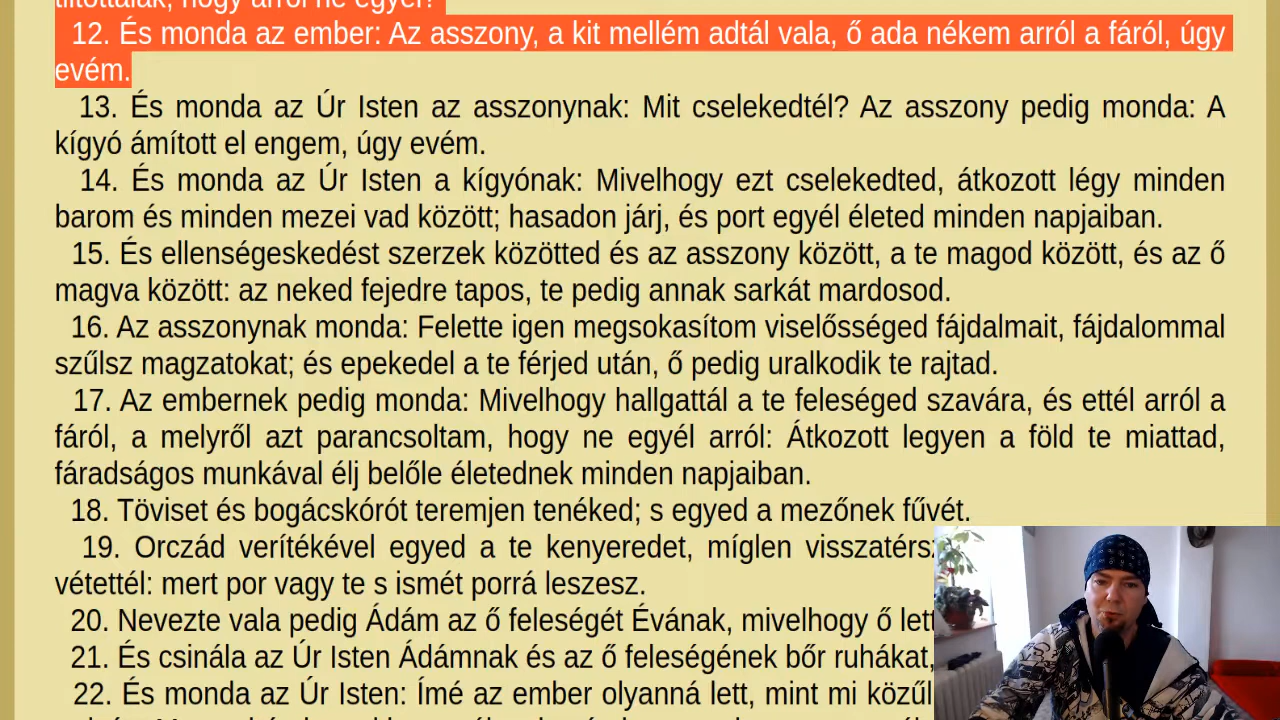 tiltottalak, hogy arról ne egyél?
12. És monda az ember: Az asszony, a kit mellém adtál vala, ő ada nékem arról a fáról, úgy
evém.
13. És monda az Úr Isten az asszonynak: Mit cselekedtél? Az asszony pedig monda: A
kígyó ámított el engem, úgy evém.
14. És monda az Úr Isten a kígyónak: Mivelhogy ezt cselekedted, átkozott légy minden
barom és minden mezei vad között; hasadon járj, és port egyél életed minden napjaiban.
15. És ellenségeskedést szerzek közötted és az asszony között, a te magod között, és az ő
magva között: az neked fejedre tapos, te pedig annak sarkát mardosod.
16. Az asszonynak monda: Felette igen megsokasítom viselősséged fájdalmait, fájdalommal
szűlsz magzatokat; és epekedel a te férjed után, ő pedig uralkodik te rajtad.
17. Az embernek pedig monda: Mivelhogy hallgattál a te feleséged szavára, és ettél arról a
fáról, a melyről azt parancsoltam, hogy ne egyél arról: Átkozott legyen a föld te miattad,
fáradságos munkával élj belőle életednek minden napjaiban.
18. Töviset és bogácskórót teremjen tenéked; s egyed a mezőnek fűvét.
19. Orczád verítékével egyed a te kenyeredet, míglen visszatérsz
vétettél: mert por vagy te s ismét porrá leszesz.
20. Nevezte vala pedig Ádám az ő feleségét Évának, mivelhogy ő lett
21. És csinála az Úr Isten Ádámnak és az ő feleségének bőr ruhákat,
22. És monda az Úr Isten: Ímé az ember olyanná lett, mint mi közűl